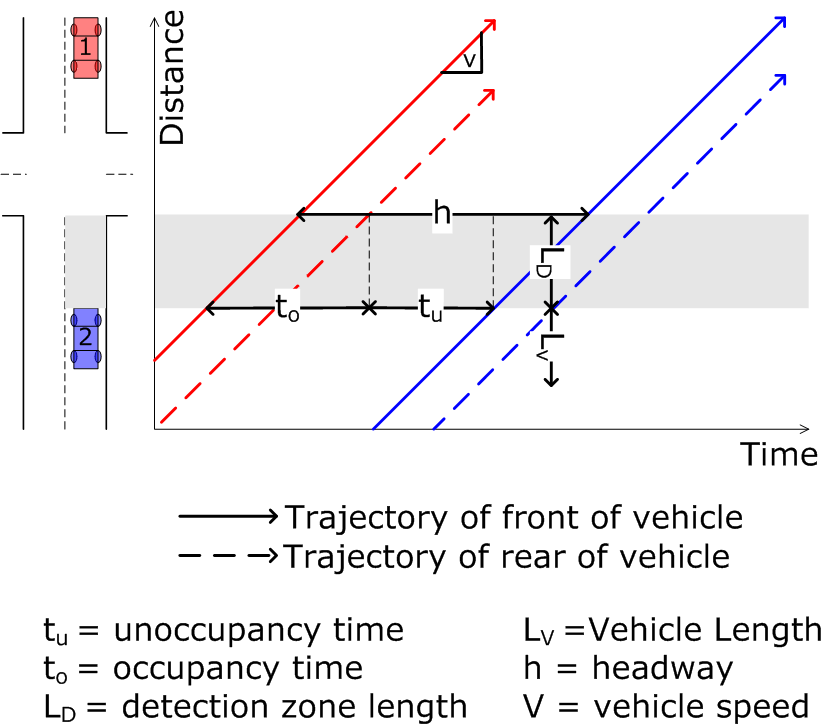 1
Distance
v
h
L_D
t_o
t_u
2
L_v
Time
Trajectory of front of vehicle
Trajectory of rear of vehicle
t_u = unoccupancy time
t_o = occupancy time
L_D = detection zone length
L_V =Vehicle Length
h = headway
V = vehicle speed